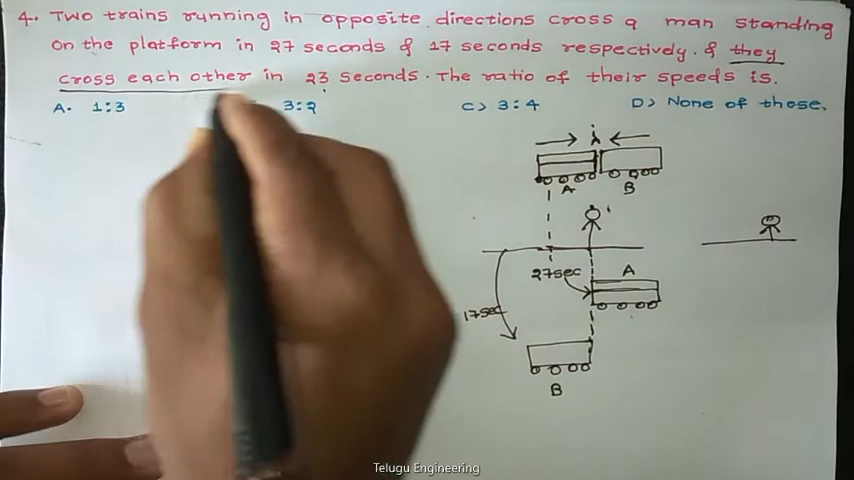 4. Two trains running in opposite directions cross a man standing
on the platform in 27 seconds & 17 seconds respectively. & they
cross each other in 23 seconds. The ratio of their speeds is.
A. 1:3 3:2 C) 3:4 D) None of those.
A B
27sec A
17sec
B
Telugu Engineering